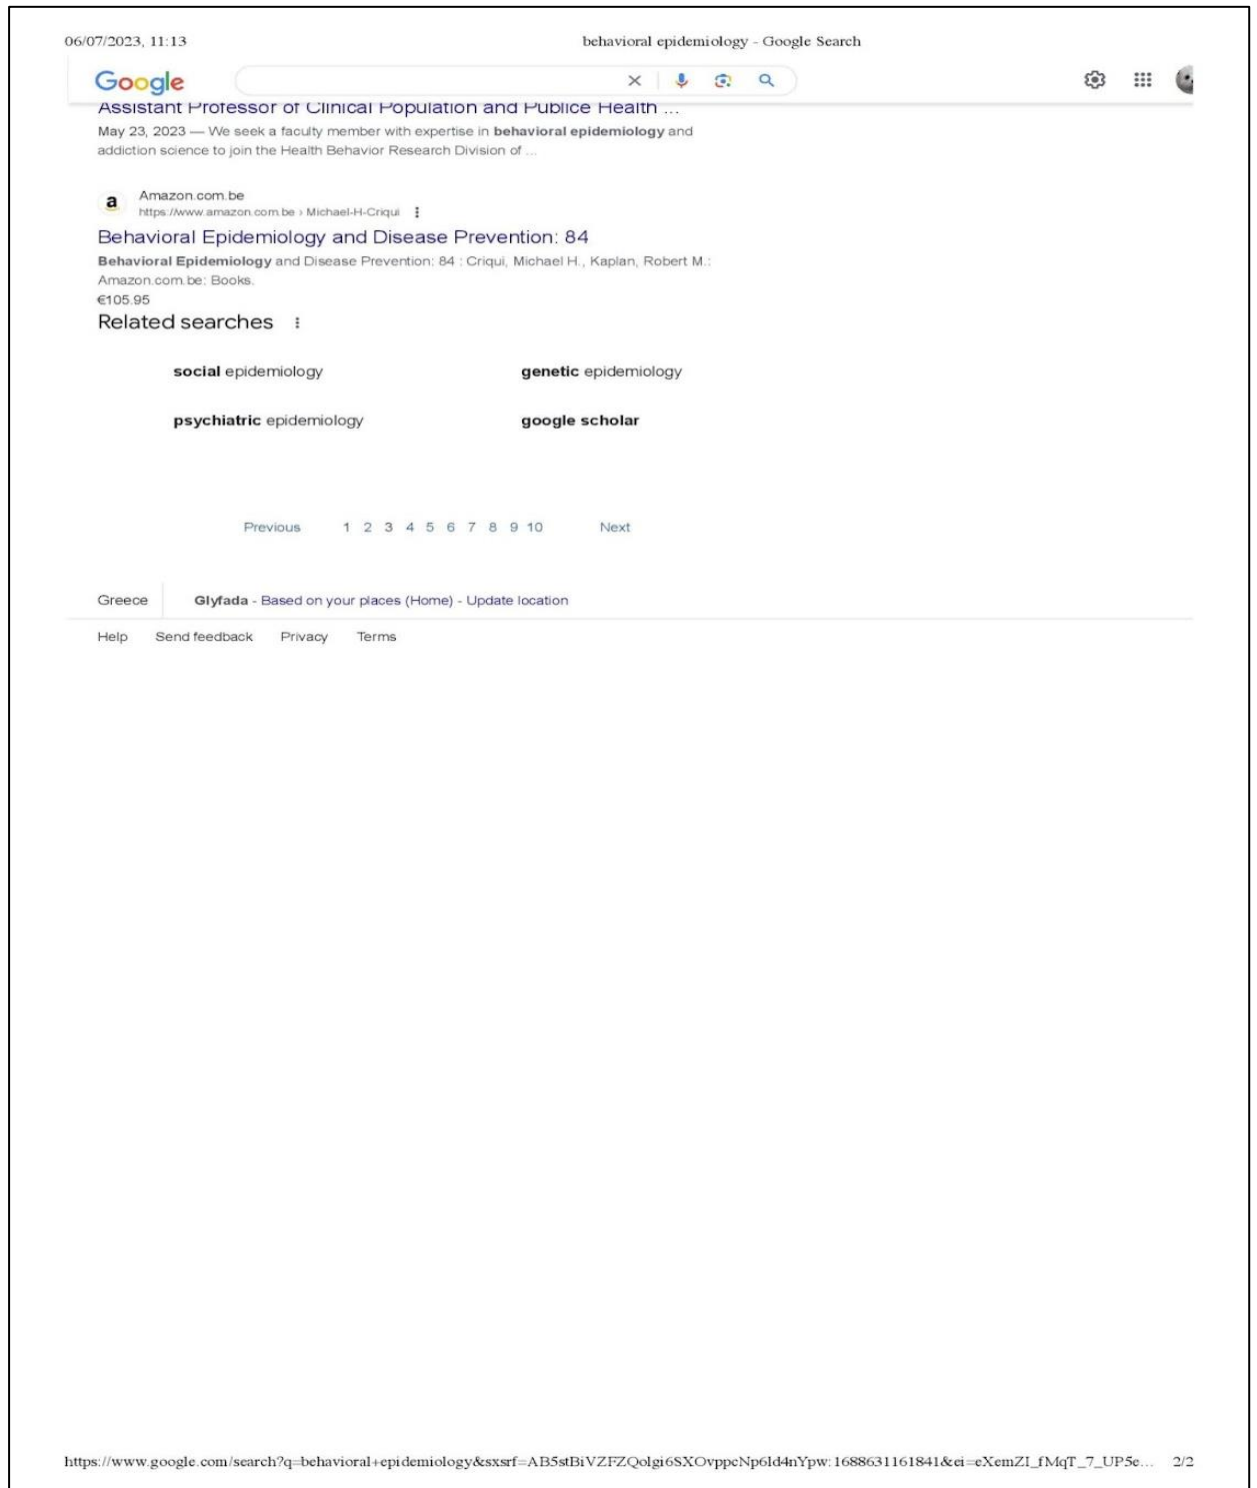 06/07/2023, 11:13 behavioral epidemiology - Google Search
Google
Assistant Professor of Clinical Population and Publice Health ...
May 23, 2023 — We seek a faculty member with expertise in behavioral epidemiology and
addiction science to join the Health Behavior Research Division of ...
a
Amazon.com.be
https://www.amazon.com.be › Michael-H-Criqui
Behavioral Epidemiology and Disease Prevention: 84
Behavioral Epidemiology and Disease Prevention: 84 : Criqui, Michael H., Kaplan, Robert M.:
Amazon.com.be: Books.
€105.95
Related searches
social epidemiology genetic epidemiology
psychiatric epidemiology google scholar
Previous 1 2 3 4 5 6 7 8 9 10 Next
Greece Glyfada - Based on your places (Home) - Update location
Help Send feedback Privacy Terms
https://www.google.com/search?q=behavioral+epidemiology&sxsrf=AB5stBiVZFZQolgi6SXOvppcNp6ld4nYpw:1688631161841&ei=eXemZI_fMqT_7_UP5e... 2/2